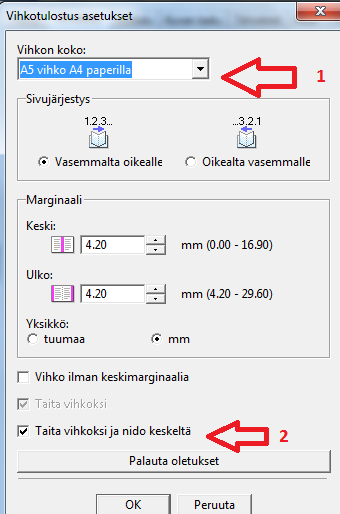 Vihkotulostus asetukset
Vihkon koko:
A5 vihko A4 paperilla
1
Sivujärjestys
1.2.3...
...3.2.1
Vasemmalta oikealle
Oikealta vasemmalle
Marginaali
Keski:
4.20 mm (0.00 - 16.90)
Ulko:
4.20 mm (4.20 - 29.60)
Yksikkö:
tuumaa mm
Vihko ilman keskimarginaalia
Taita vihkoksi
Taita vihkoksi ja nido keskeltä
2
Palauta oletukset
OK Peruuta